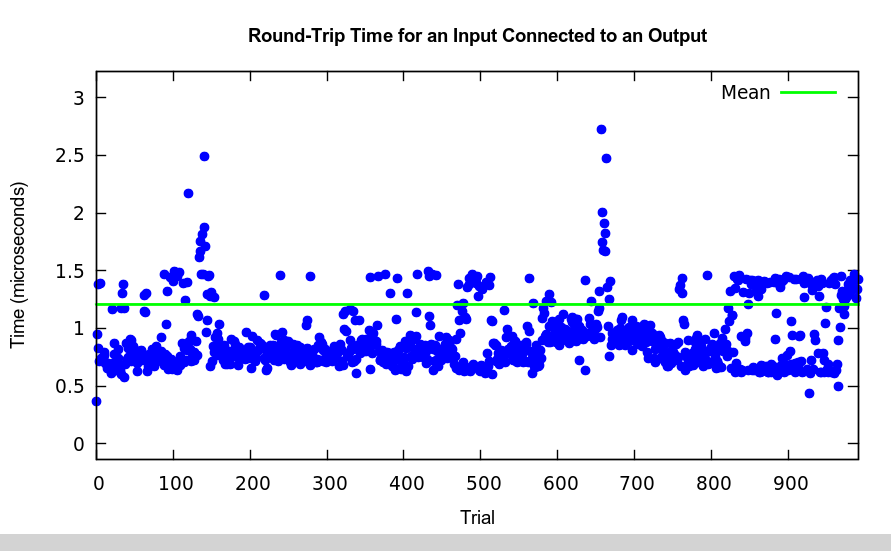 Round-Trip Time for an Input Connected to an Output
Mean
3
2.5
2
1.5
1
0.5
0
Time (microseconds)
0 100 200 300 400 500 600 700 800 900
Trial